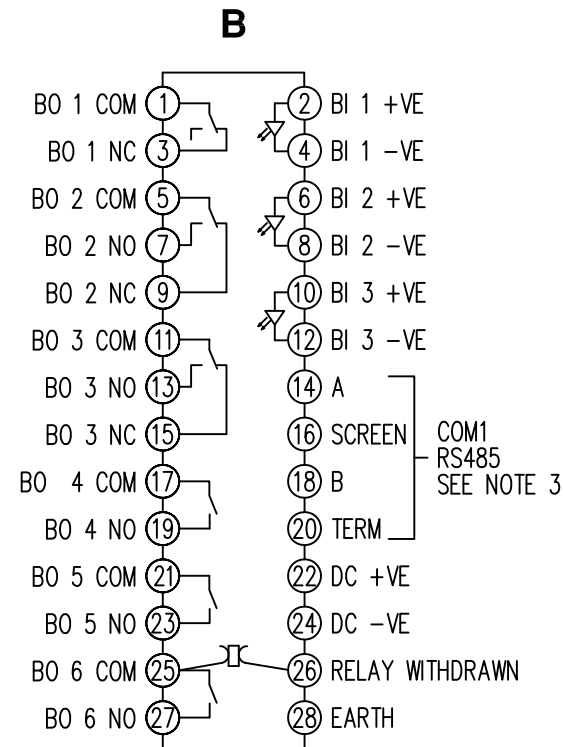 B
BO 1 COM 1 2 BI 1 +VE
BO 1 NC 3 4 BI 1 −VE
BO 2 COM 5 6 BI 2 +VE
BO 2 NO 7 8 BI 2 −VE
BO 2 NC 9 10 BI 3 +VE
BO 3 COM 11 12 BI 3 −VE
BO 3 NO 13 14 A
BO 3 NC 15 16 SCREEN
COM1
RS485
SEE NOTE 3
BO 4 COM 17 18 B
BO 4 NO 19 20 TERM
BO 5 COM 21 22 DC +VE
BO 5 NO 23 24 DC −VE
BO 6 COM 25 26 RELAY WITHDRAWN
BO 6 NO 27 28 EARTH